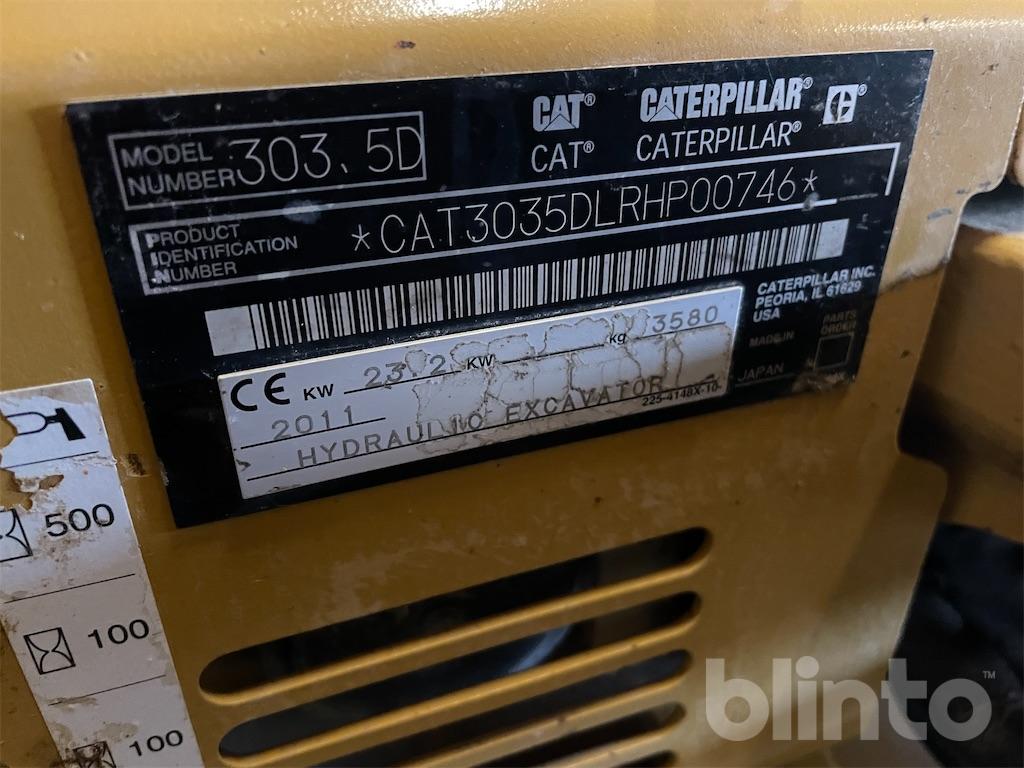 CAT® CATERPILLAR® C®
CAT® CATERPILLAR®
MODEL NUMBER 303.5D
PRODUCT
IDENTIFICATION
NUMBER
*CAT3035DLRHP00746*
CATERPILLAR INC.
PEORIA, IL 61629
USA
MADE IN
JAPAN
PARTS
ORDER
CE KW 23.2 KW kg 3580
2011
HYDRAULIC EXCAVATOR
225-4148X-10
500
100
100
blinto™